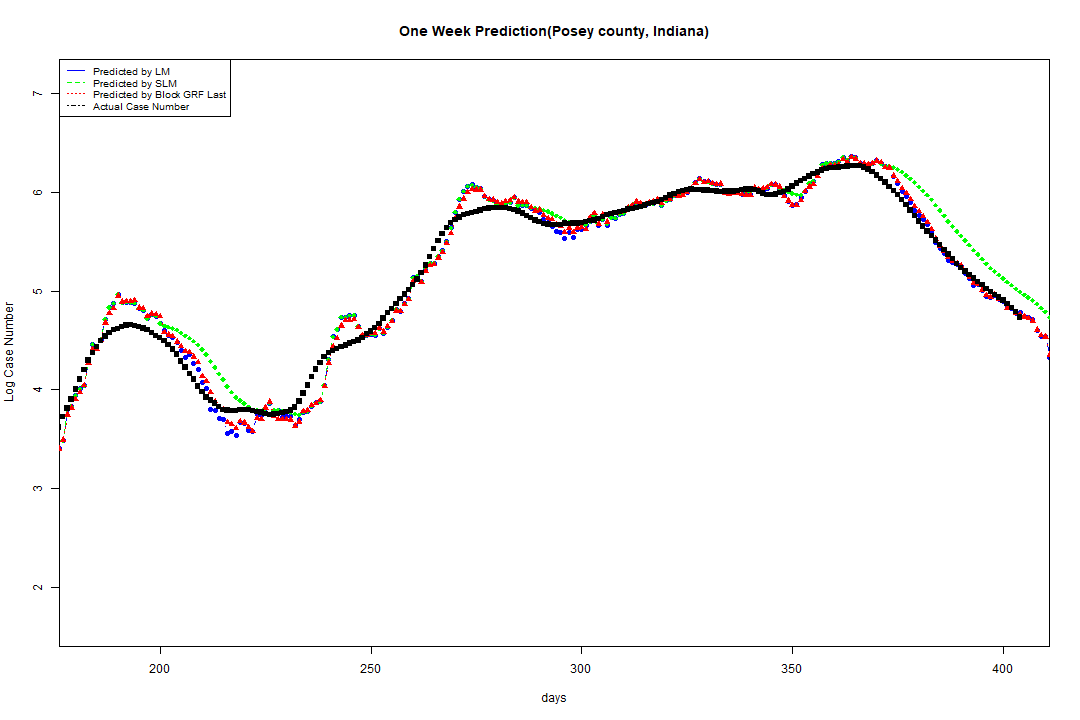 One Week Prediction(Posey county, Indiana)
Predicted by LM
Predicted by SLM
Predicted by Block GRF Last
Actual Case Number
7
6
5
4
3
2
Log Case Number
200 250 300 350 400
days